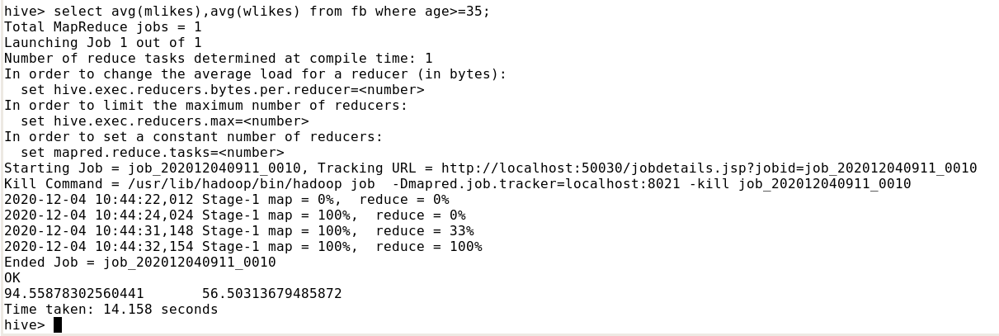 hive> select avg(mlikes),avg(wlikes) from fb where age>=35;
Total MapReduce jobs = 1
Launching Job 1 out of 1
Number of reduce tasks determined at compile time: 1
In order to change the average load for a reducer (in bytes):
  set hive.exec.reducers.bytes.per.reducer=<number>
In order to limit the maximum number of reducers:
  set hive.exec.reducers.max=<number>
In order to set a constant number of reducers:
  set mapred.reduce.tasks=<number>
Starting Job = job_202012040911_0010, Tracking URL = http://localhost:50030/jobdetails.jsp?jobid=job_202012040911_0010
Kill Command = /usr/lib/hadoop/bin/hadoop job  -Dmapred.job.tracker=localhost:8021 -kill job_202012040911_0010
2020-12-04 10:44:22,012 Stage-1 map = 0%,  reduce = 0%
2020-12-04 10:44:24,024 Stage-1 map = 100%,  reduce = 0%
2020-12-04 10:44:31,148 Stage-1 map = 100%,  reduce = 33%
2020-12-04 10:44:32,154 Stage-1 map = 100%,  reduce = 100%
Ended Job = job_202012040911_0010
OK
94.55878302560441       56.50313679485872
Time taken: 14.158 seconds
hive>